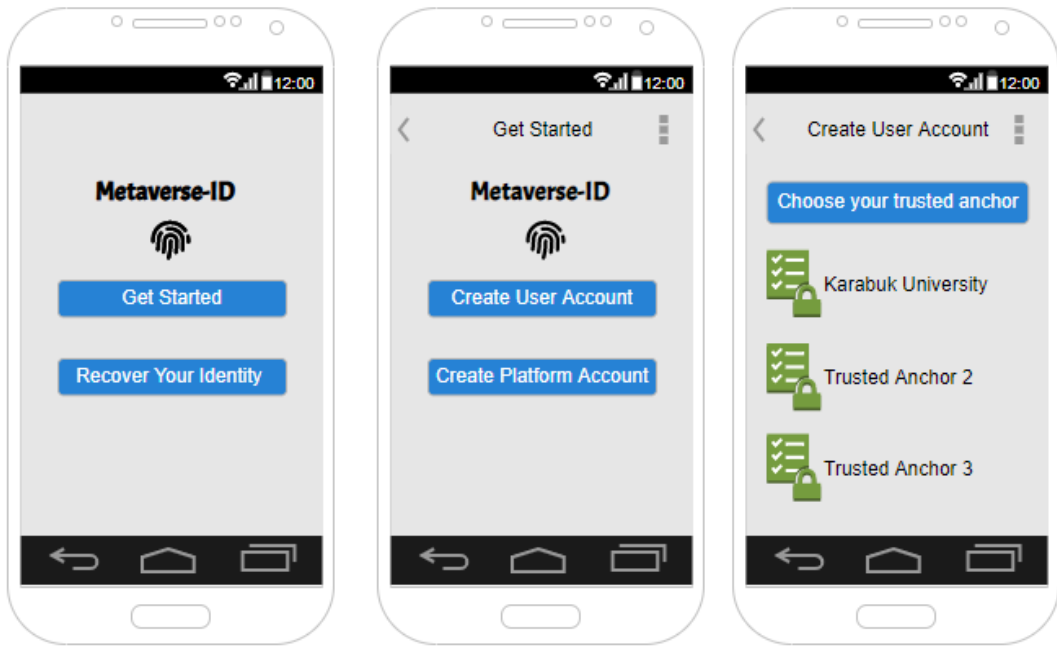 12:00
Metaverse-ID
Get Started
Recover Your Identity
12:00
Get Started
Metaverse-ID
Create User Account
Create Platform Account
12:00
Create User Account
Choose your trusted anchor
Karabuk University
Trusted Anchor 2
Trusted Anchor 3